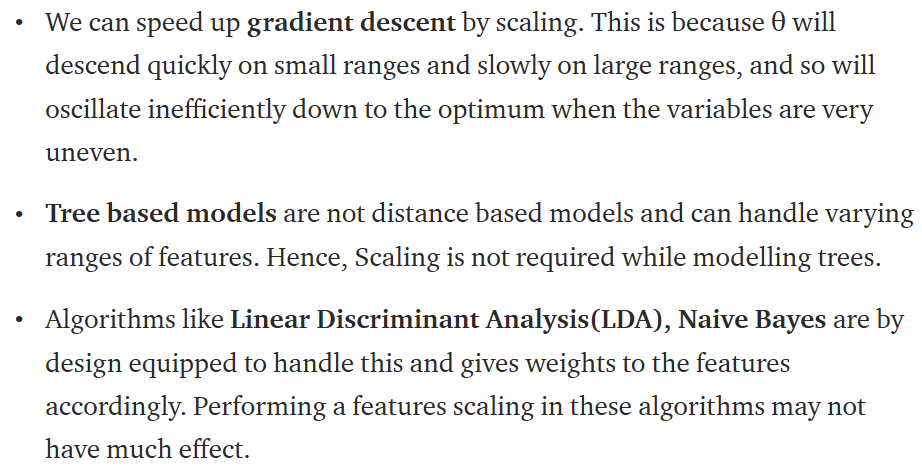 • We can speed up gradient descent by scaling. This is because θ will
descend quickly on small ranges and slowly on large ranges, and so will
oscillate inefficiently down to the optimum when the variables are very
uneven.
• Tree based models are not distance based models and can handle varying
ranges of features. Hence, Scaling is not required while modelling trees.
• Algorithms like Linear Discriminant Analysis(LDA), Naive Bayes are by
design equipped to handle this and gives weights to the features
accordingly. Performing a features scaling in these algorithms may not
have much effect.